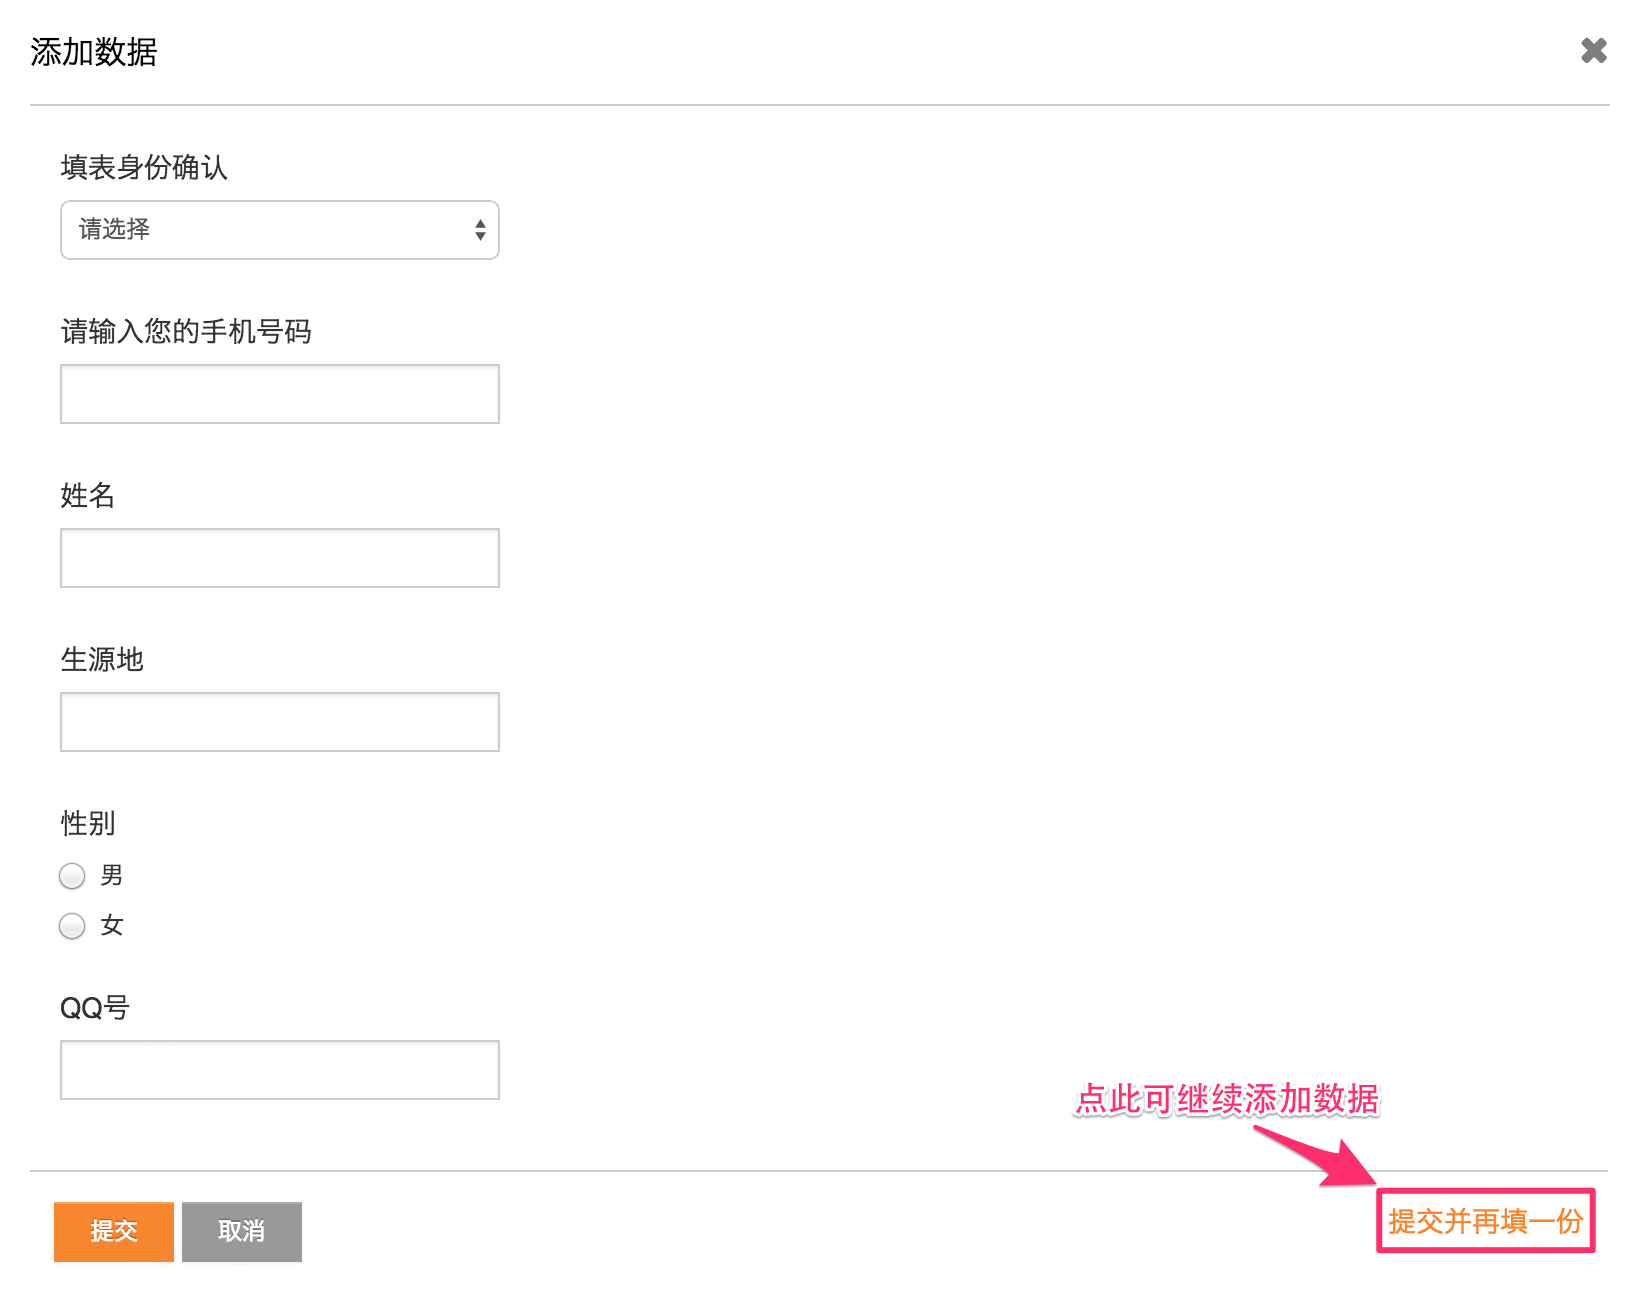 添加数据
填表身份确认
请选择
请输入您的手机号码
姓名
生源地
性别
男
女
QQ号
点此可继续添加数据
提交
取消
提交并再填一份